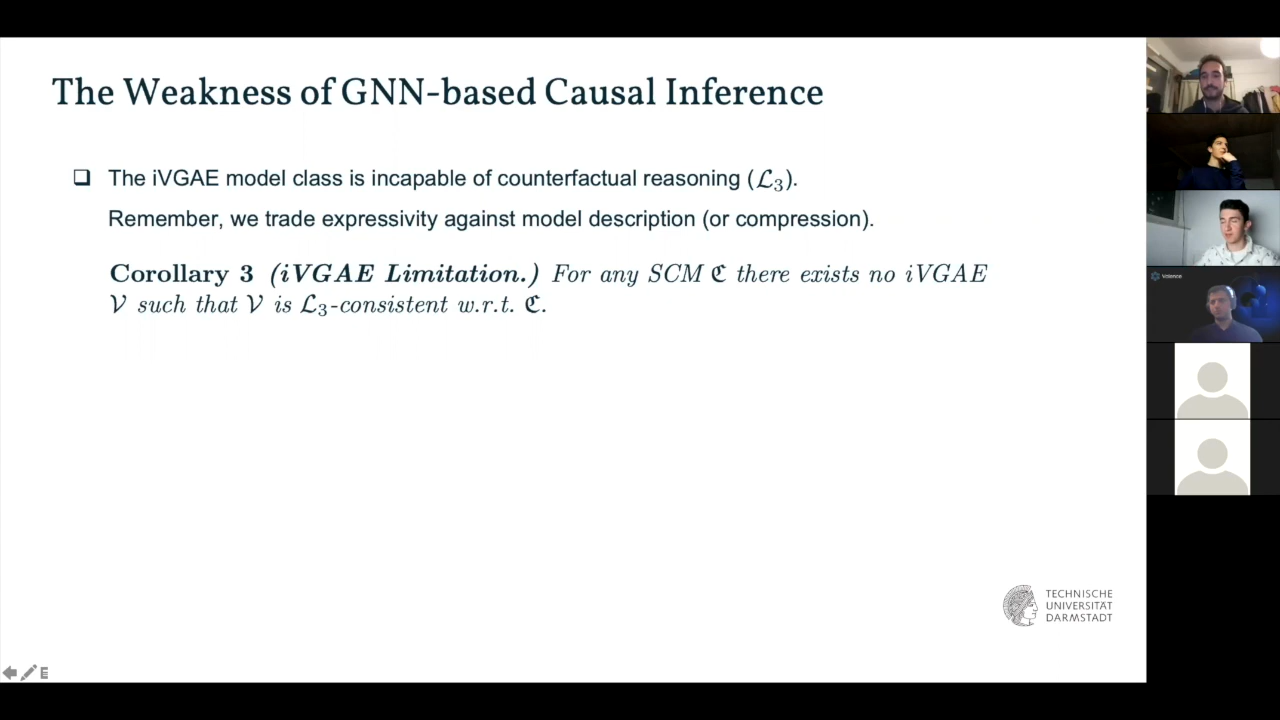 The Weakness of GNN-based Causal Inference
❑ The iVGAE model class is incapable of counterfactual reasoning (ℒ₃).
Remember, we trade expressivity against model description (or compression).
Corollary 3 (iVGAE Limitation.) For any SCM ℭ there exists no iVGAE
𝒱 such that 𝒱 is ℒ₃-consistent w.r.t. ℭ.
TECHNISCHE
UNIVERSITÄT
DARMSTADT
Valence